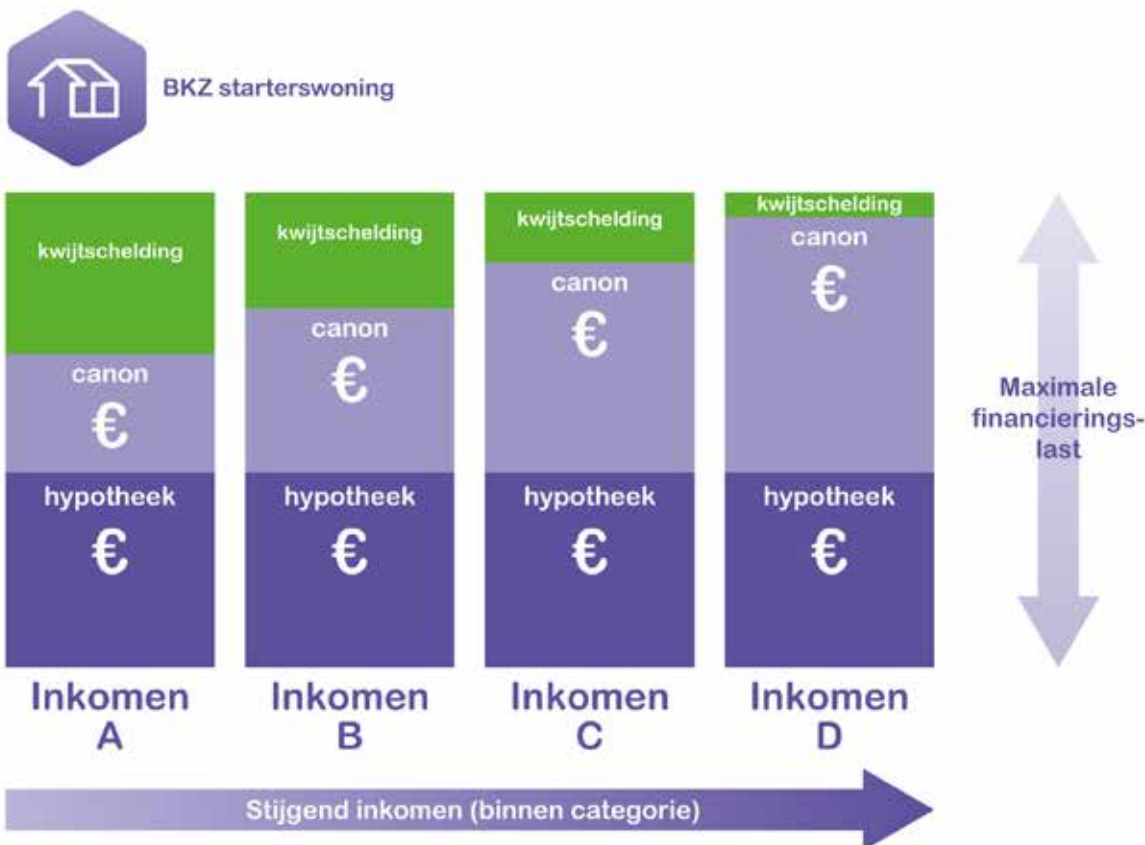 BKZ starterswoning
kwijtschelding
canon
€
hypotheek
€
Inkomen
A
kwijtschelding
canon
€
hypotheek
€
Inkomen
B
kwijtschelding
canon
€
hypotheek
€
Inkomen
C
kwijtschelding
canon
€
hypotheek
€
Inkomen
D
Maximale
financierings-
last
Stijgend inkomen (binnen categorie)